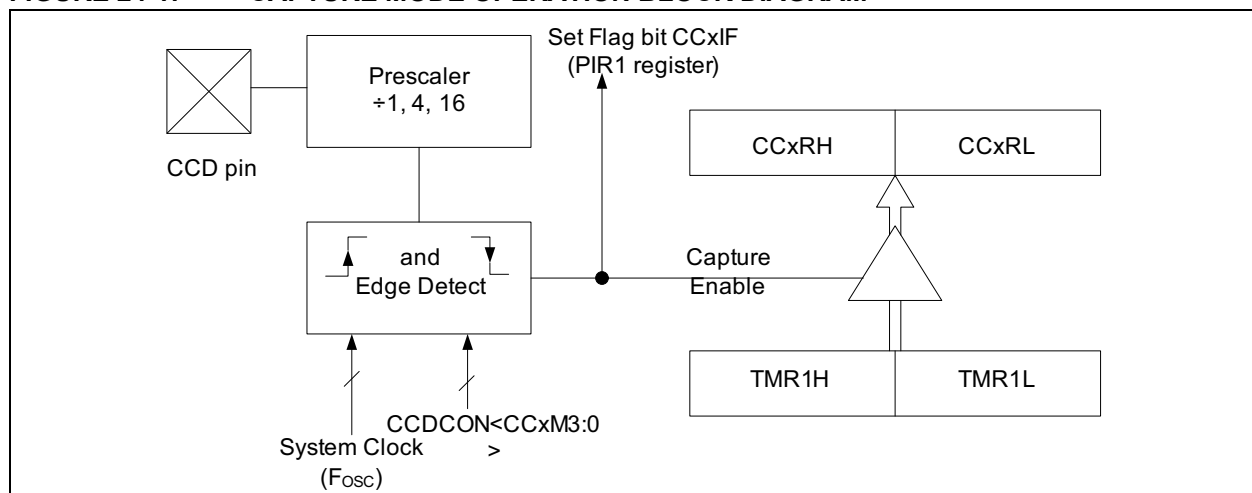 Set Flag bit CCxIF
(PIR1 register)
Prescaler
÷1, 4, 16
CCxRH
CCxRL
CCD pin
and
Edge Detect
Capture
Enable
TMR1H
TMR1L
CCDCON<CCxM3:0
>
System Clock
(FOSC)